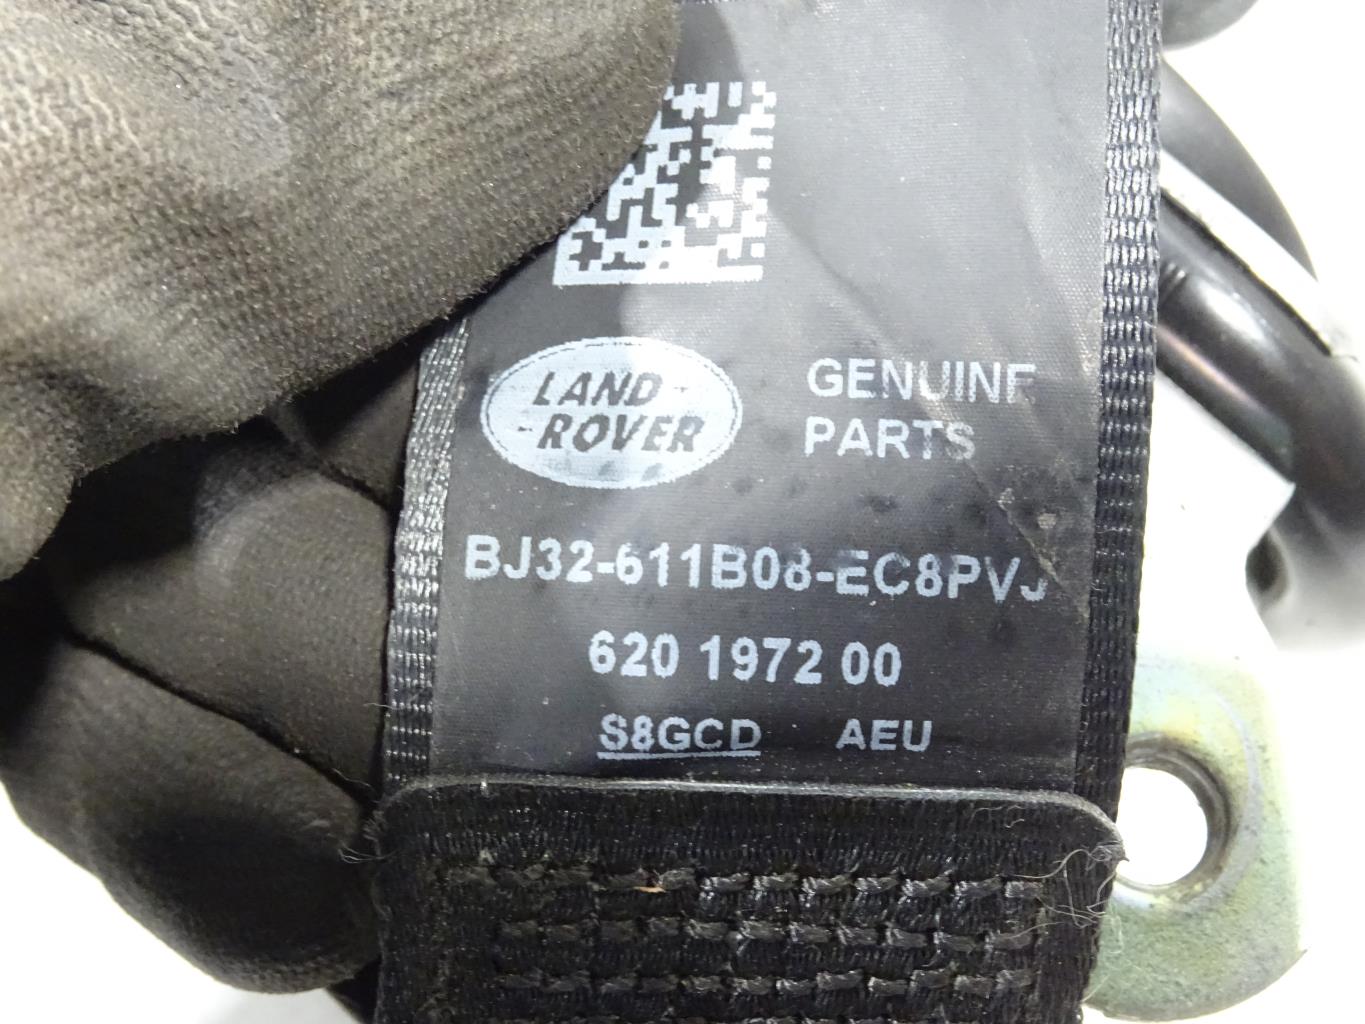 LAND-
-ROVER
GENUINE
PARTS
BJ32-611B08-EC8PVJ
620 1972 00
S8GCD AEU